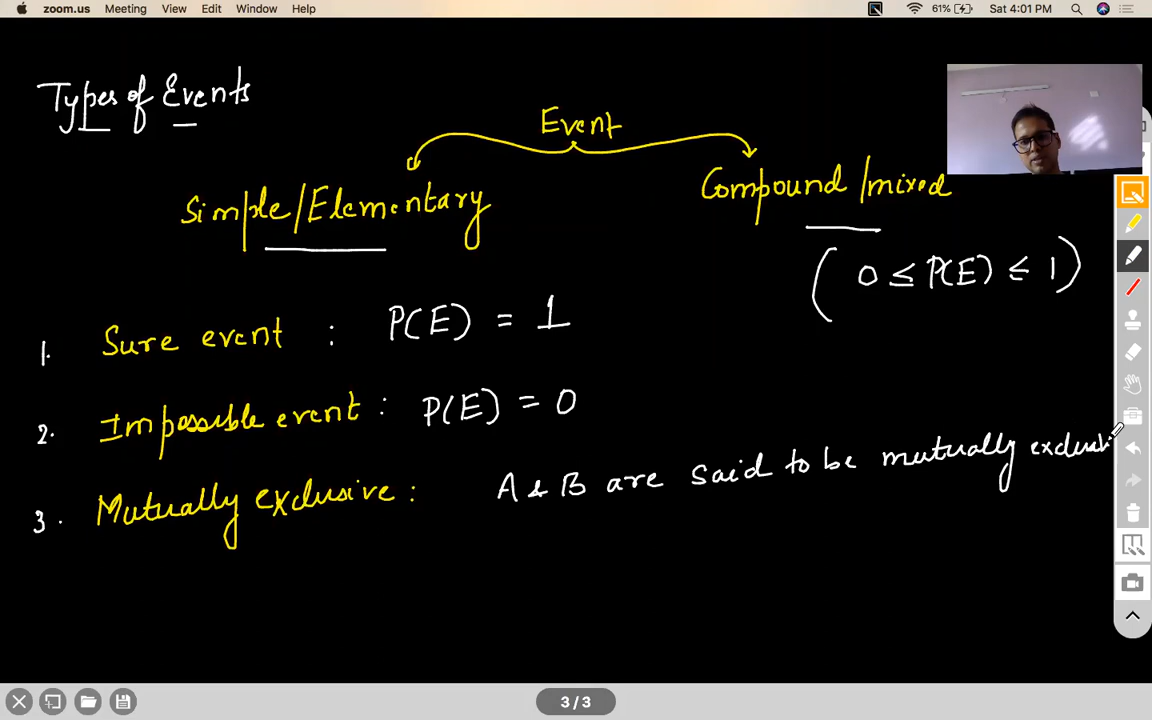 zoom.us Meeting View Edit Window Help 61% Sat 4:01 PM
Types of Events
Event
Simple/Elementary
Compound/mixed
( 0 ≤ P(E) ≤ 1 )
1. Sure event : P(E) = 1
2. Impossible event : P(E) = 0
3. Mutually exclusive : A & B are said to be mutually exclusi
3/3